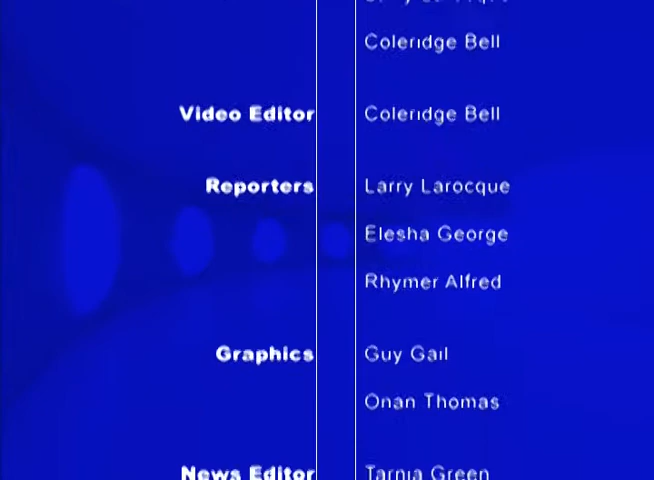 Coleridge Bell
Video Editor Coleridge Bell
Reporters Larry Larocque
Elesha George
Rhymer Alfred
Graphics Guy Gail
Onan Thomas
News Editor Tarnia Green